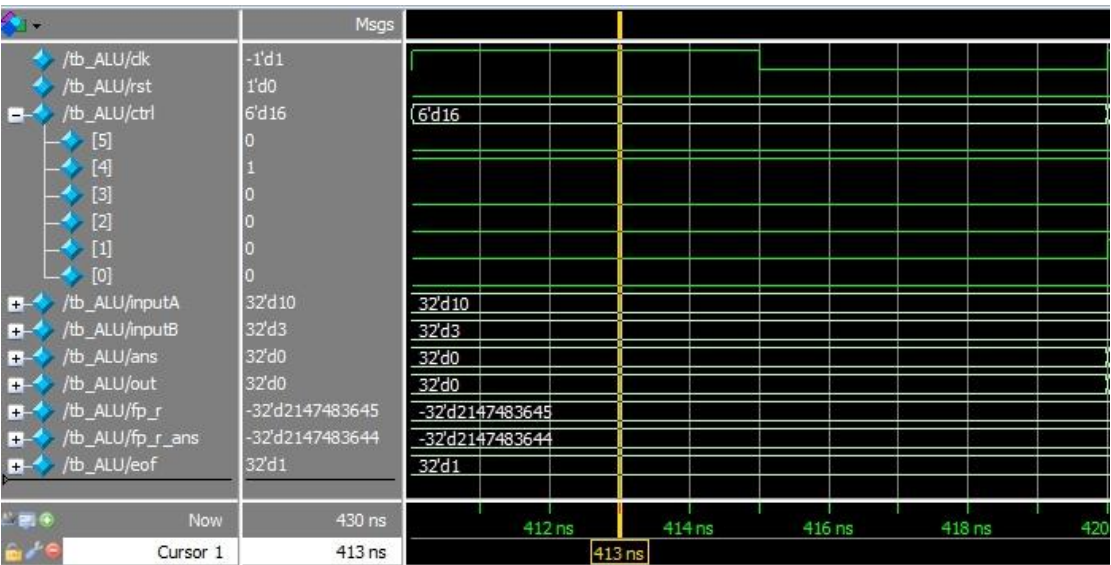 Msgs
/tb_ALU/clk -1'd1
/tb_ALU/rst 1'd0
/tb_ALU/ctrl 6'd16 6'd16
[5] 0
[4] 1
[3] 0
[2] 0
[1] 0
[0] 0
/tb_ALU/inputA 32'd10 32'd10
/tb_ALU/inputB 32'd3 32'd3
/tb_ALU/ans 32'd0 32'd0
/tb_ALU/out 32'd0 32'd0
/tb_ALU/fp_r -32'd2147483645 -32'd2147483645
/tb_ALU/fp_r_ans -32'd2147483644 -32'd2147483644
/tb_ALU/eof 32'd1 32'd1
Now 430 ns 412 ns 414 ns 416 ns 418 ns 420
Cursor 1 413 ns 413 ns